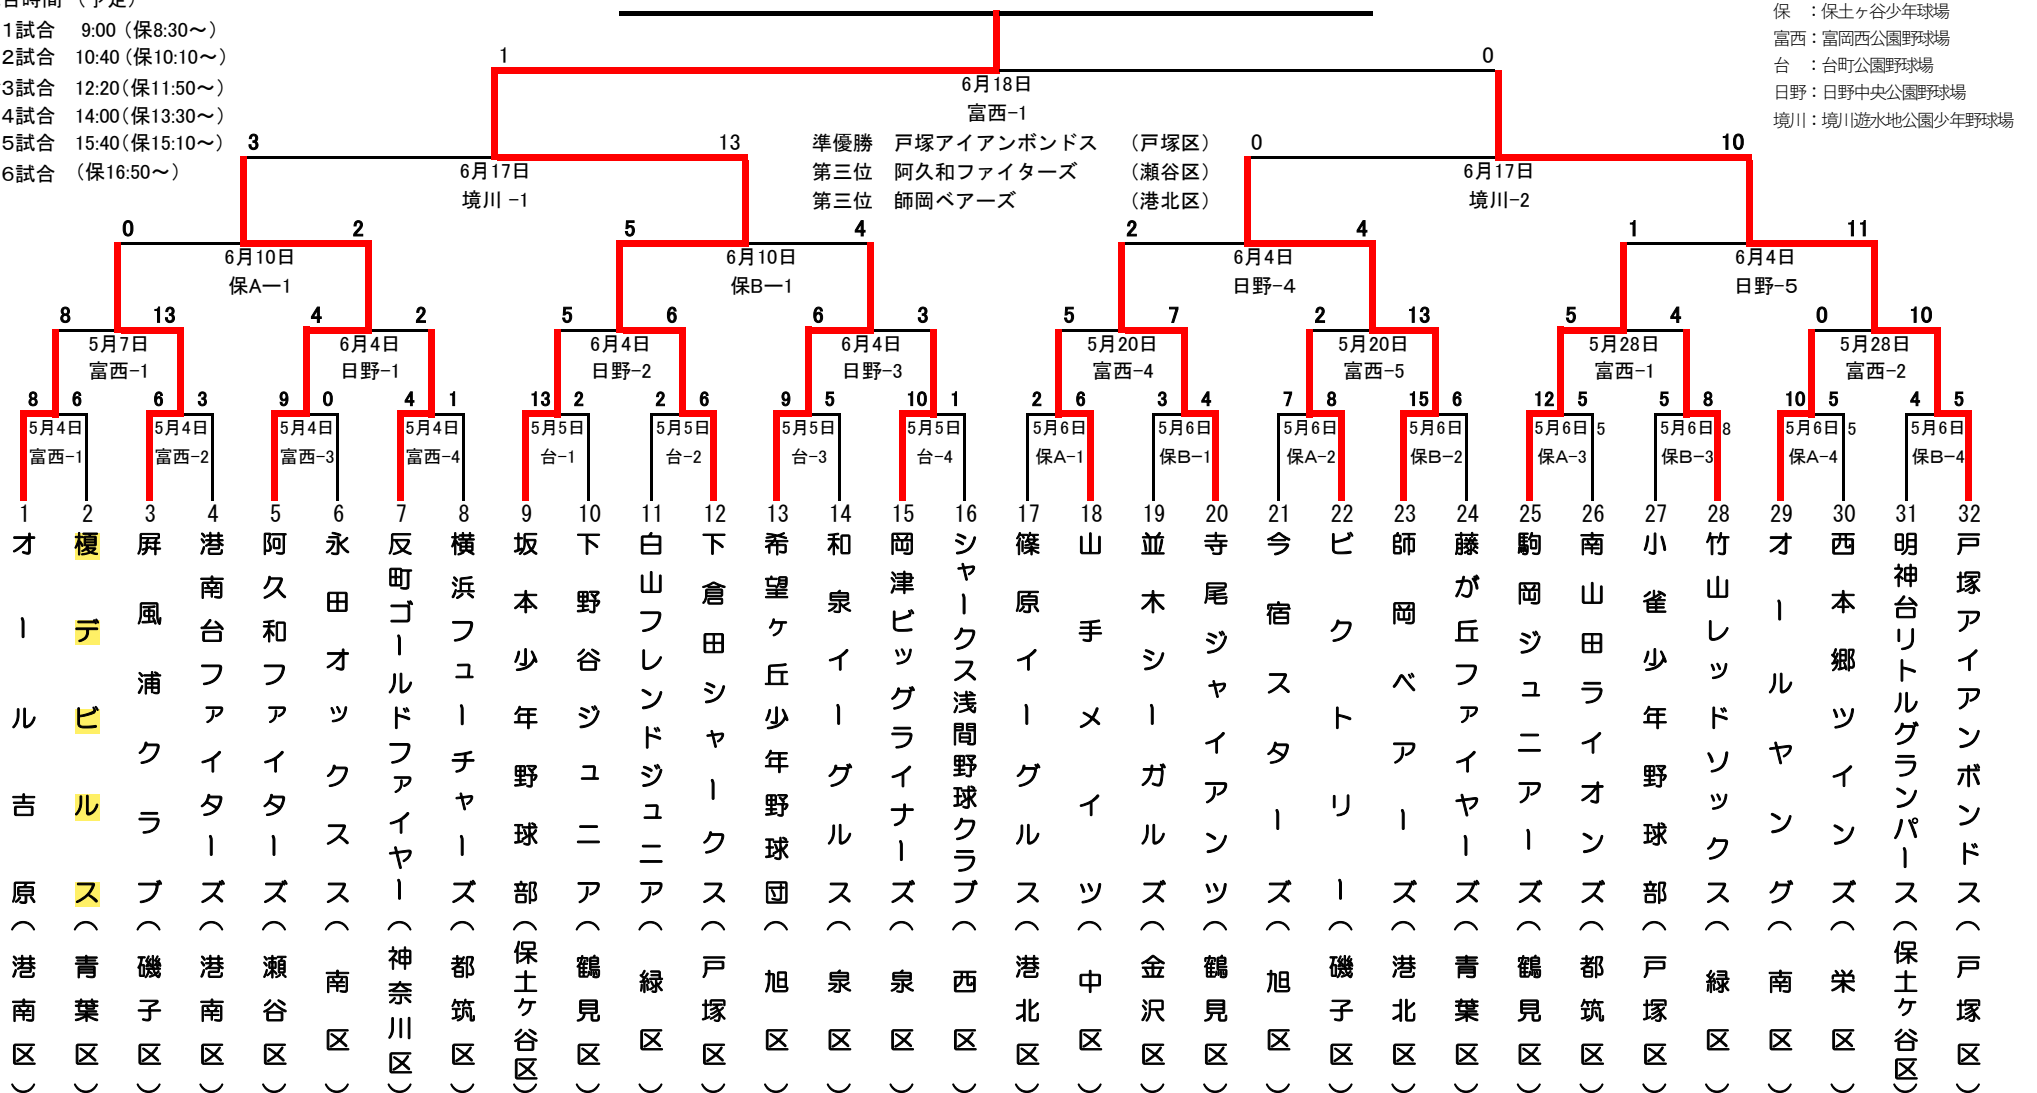 合時間 （予定）
1試合 9:00（保8:30～）
2試合 10:40（保10:10～）
3試合 12:20（保11:50～）
4試合 14:00（保13:30～）
5試合 15:40（保15:10～）
6試合 （保16:50～）
保 ：保土ヶ谷少年球場
富西：富岡西公園野球場
台 ：台町公園野球場
日野：日野中央公園野球場
境川：境川遊水地公園少年野球場
1 0
6月18日
富西-1
準優勝 戸塚アイアンボンドス （戸塚区）
第三位 阿久和ファイターズ （瀬谷区）
第三位 師岡ベアーズ （港北区）
3 13 0 10
6月17日 6月17日
境川 -1 境川-2
0 2 5 4 2 4 1 11
6月10日 6月10日 6月4日 6月4日
保A-1 保B-1 日野-4 日野-5
8 13 4 2 5 6 6 3 5 7 2 13 5 4 0 10
5月7日 6月4日 6月4日 6月4日 5月20日 5月20日 5月28日 5月28日
富西-1 日野-1 日野-2 日野-3 富西-4 富西-5 富西-1 富西-2
8 6 6 3 9 0 4 1 13 2 2 6 9 5 10 1 2 6 3 4 7 8 15 6 12 5 5 8 10 5 4 5
5月4日 5月4日 5月4日 5月4日 5月5日 5月5日 5月5日 5月5日 5月6日 5月6日 5月6日 5月6日 5月6日 5 5月6日 8 5月6日 5 5月6日
富西-1 富西-2 富西-3 富西-4 台-1 台-2 台-3 台-4 保A-1 保B-1 保A-2 保B-2 保A-3 保B-3 保A-4 保B-4
1 オール吉原（港南区）
2 榎デビルス（青葉区）
3 屏風浦クラブ（磯子区）
4 港南台ファイターズ（港南区）
5 阿久和ファイターズ（瀬谷区）
6 永田オックスス（南区）
7 反町ゴールドファイヤー（神奈川区）
8 横浜フューチャーズ（都筑区）
9 坂本少年野球部（保土ケ谷区）
10 下野谷ジュニア（鶴見区）
11 白山フレンドジュニア（緑区）
12 下倉田シャークス（戸塚区）
13 希望ヶ丘少年野球団（旭区）
14 和泉イーグルス（泉区）
15 岡津ビッグライナーズ（泉区）
16 シャークス浅間野球クラブ（西区）
17 篠原イーグルス（港北区）
18 山手メイツ（中区）
19 並木シーガルズ（金沢区）
20 寺尾ジャイアンツ（鶴見区）
21 今宿スターズ（旭区）
22 ビクトリー（磯子区）
23 師岡ベアーズ（港北区）
24 藤が丘ファイヤーズ（青葉区）
25 駒岡ジュニアーズ（鶴見区）
26 南山田ライオンズ（都筑区）
27 小雀少年野球部（戸塚区）
28 竹山レッドソックス（緑区）
29 オールヤング（南区）
30 西本郷ツインズ（栄区）
31 明神台リトルグランパース（保土ヶ谷区）
32 戸塚アイアンボンドス（戸塚区）